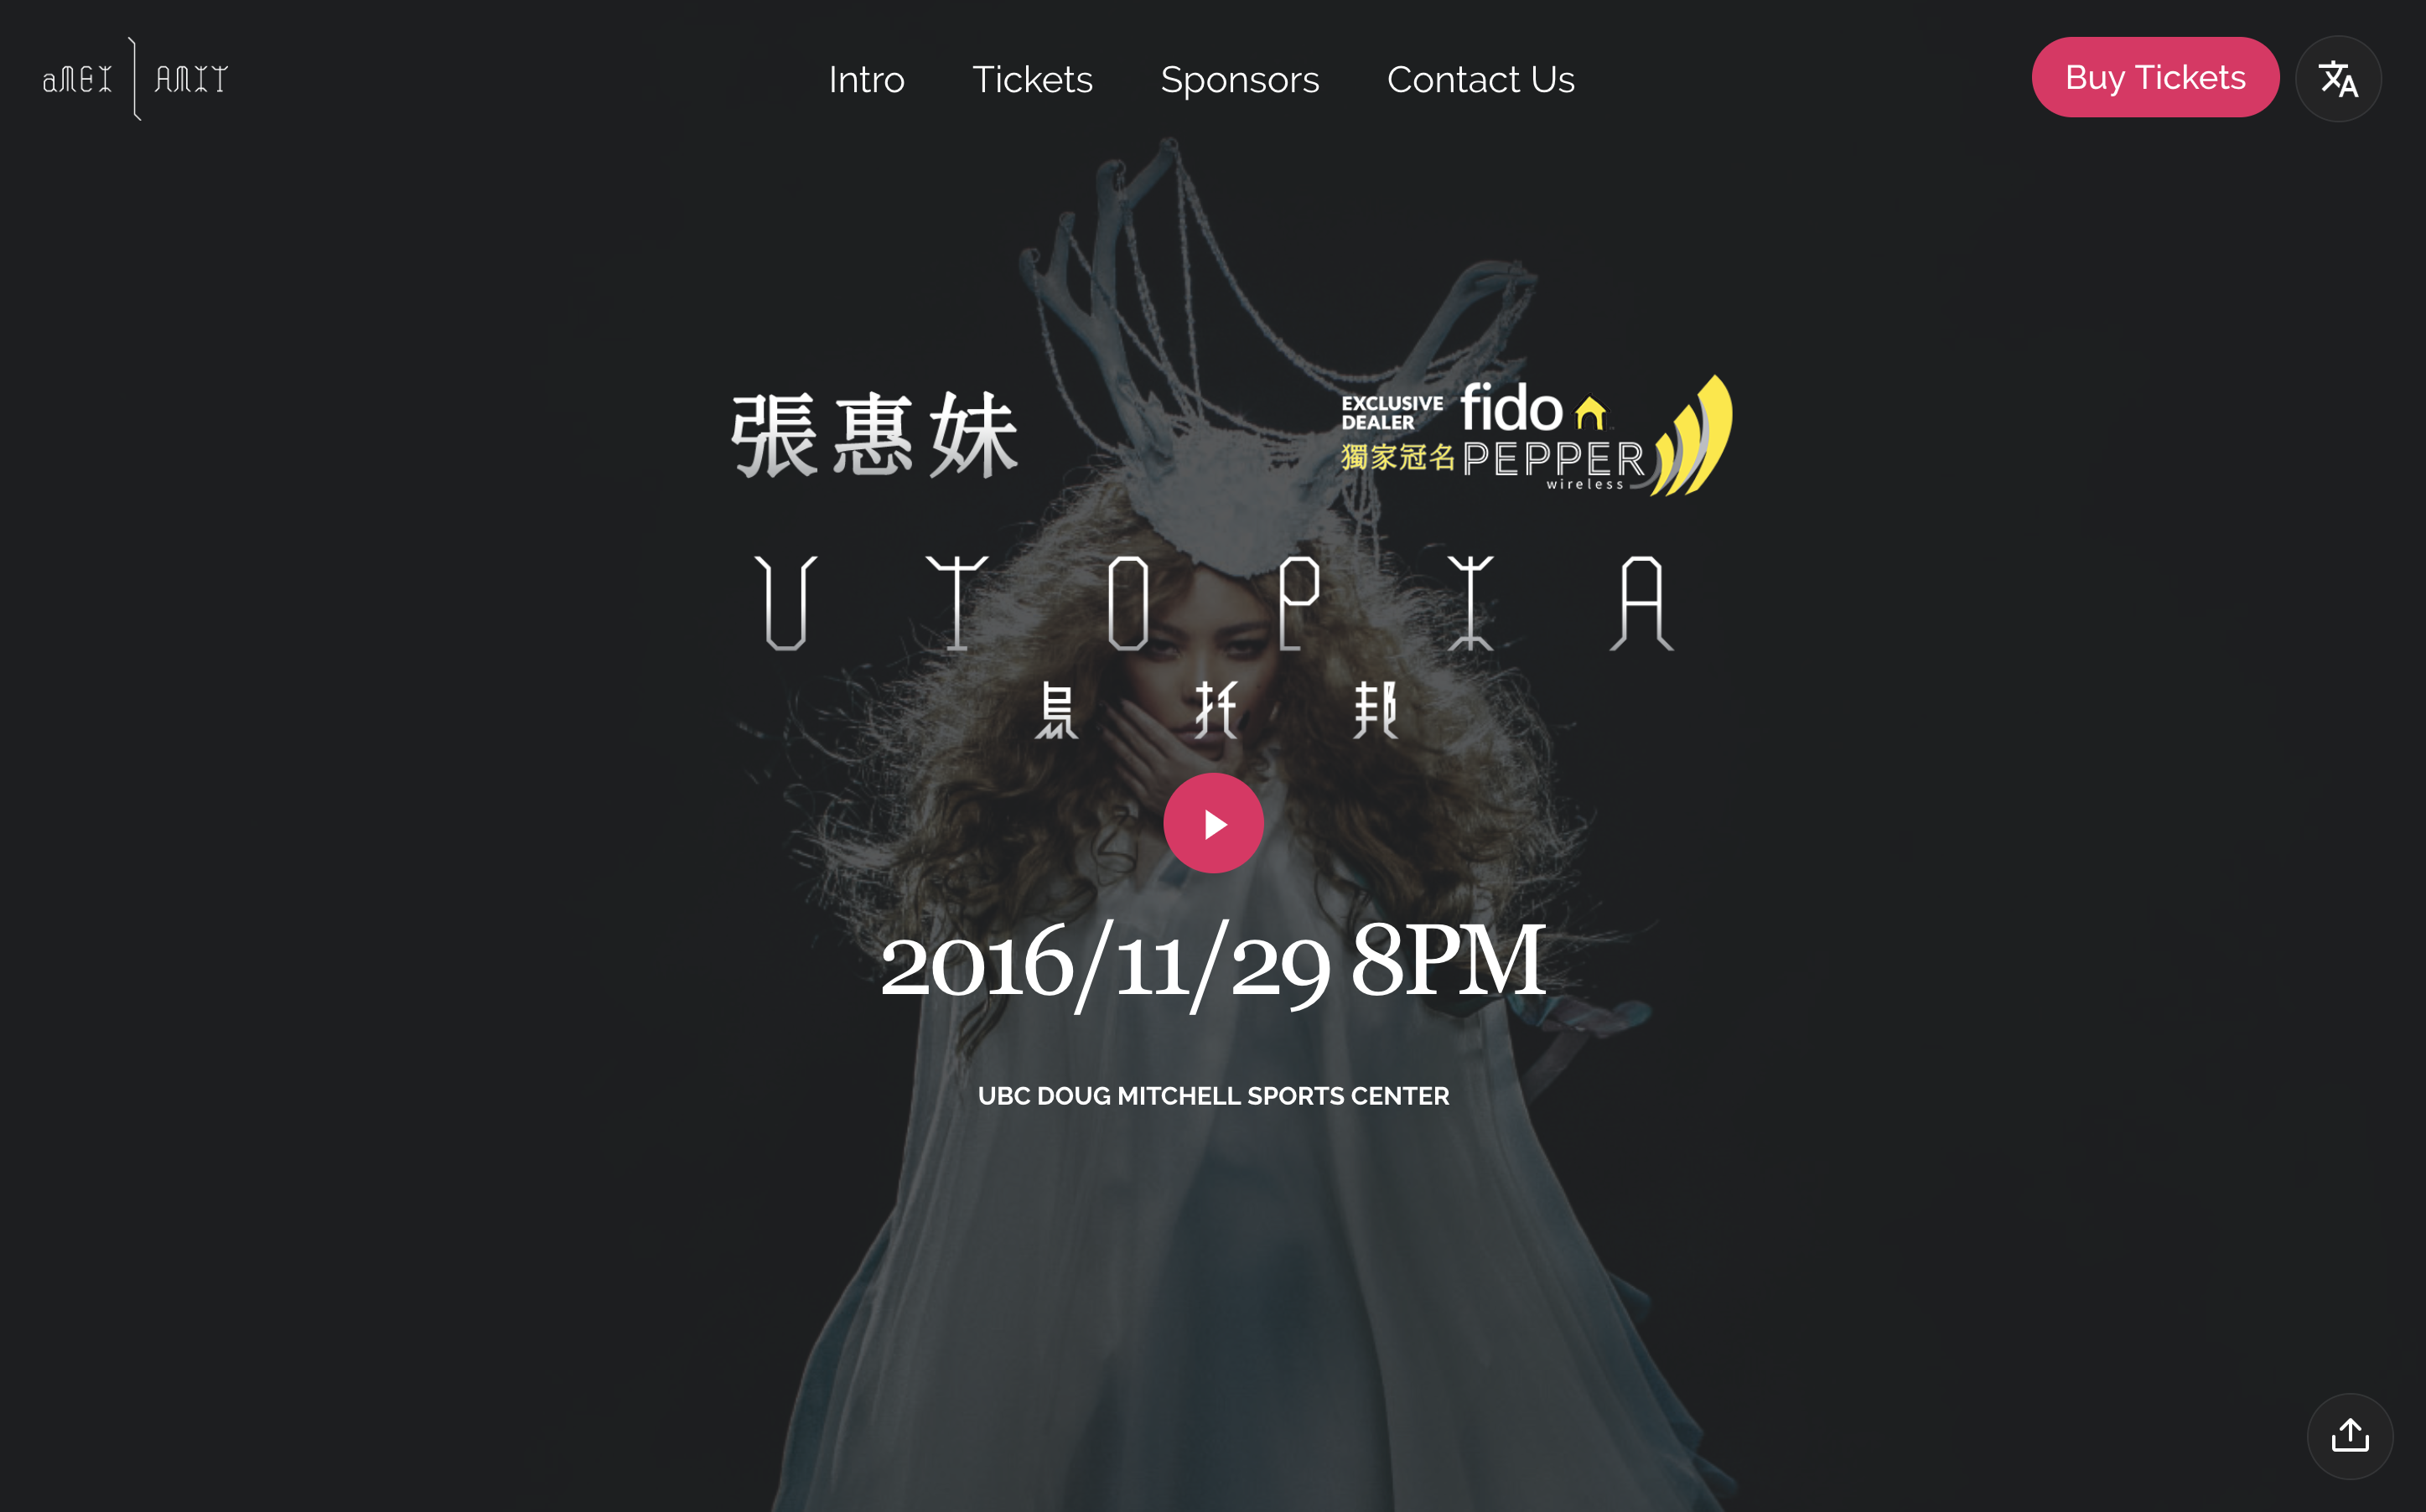 aMEI AMIT
Intro
Tickets
Sponsors
Contact Us
Buy Tickets
張惠妹
EXCLUSIVE
DEALER
fido
獨家冠名
PEPPER
wireless
UTOPIA
烏托邦
2016/11/29 8PM
UBC DOUG MITCHELL SPORTS CENTER